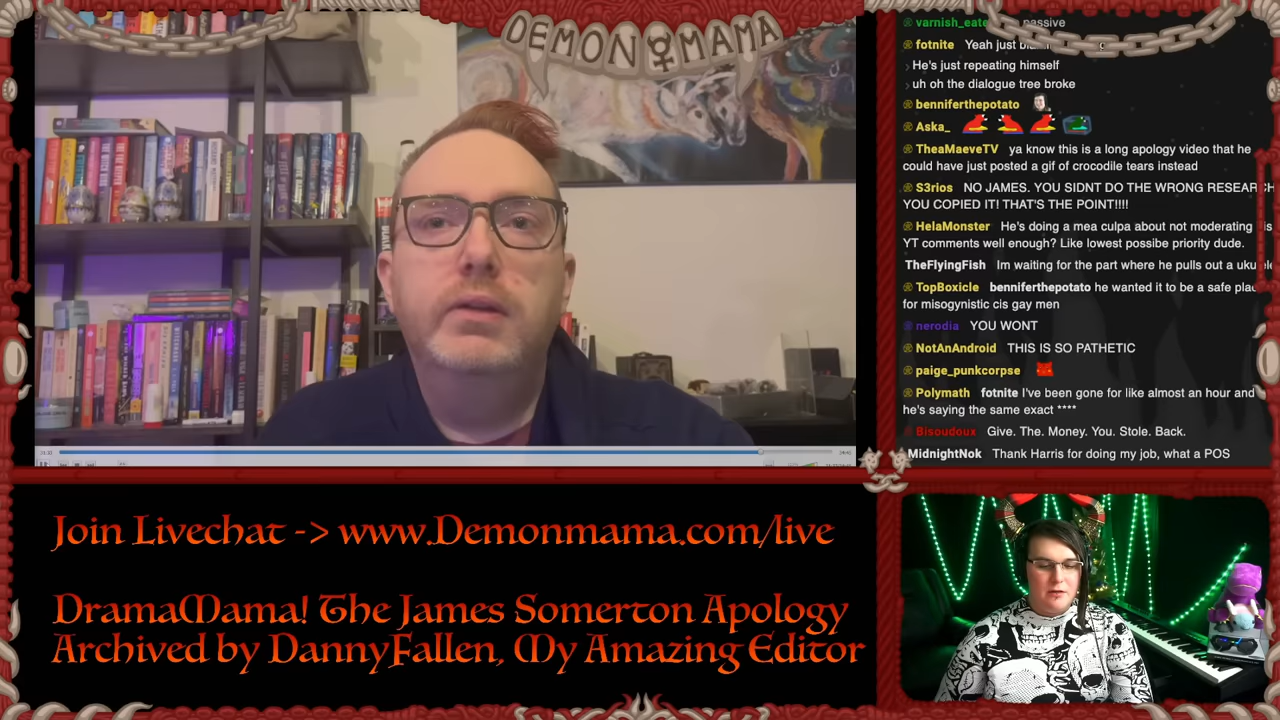 DEMON MAMA
varnish_eate passive
fotnite Yeah just
He's just repeating himself
uh oh the dialogue tree broke
benniferthepotato
Aska_
TheaMaeveTV ya know this is a long apology video that he
could have just posted a gif of crocodile tears instead
S3rios NO JAMES. YOU SIDNT DO THE WRONG RESEARCH
YOU COPIED IT! THAT'S THE POINT!!!!
HelaMonster He's doing a mea culpa about not moderating is
YT comments well enough? Like lowest possibe priority dude.
TheFlyingFish Im waiting for the part where he pulls out a ukule
TopBoxicle benniferthepotato he wanted it to be a safe plac
for misogynistic cis gay men
nerodia YOU WONT
NotAnAndroid THIS IS SO PATHETIC
paige_punkcorpse
Polymath fotnite I've been gone for like almost an hour and
he's saying the same exact ****
Bisoudoux Give. The. Money. You. Stole. Back.
MidnightNok Thank Harris for doing my job, what a POS
Join Livechat -> www.Demonmama.com/live
DramaMama! The James Somerton Apology
Archived by DannyFallen, My Amazing Editor